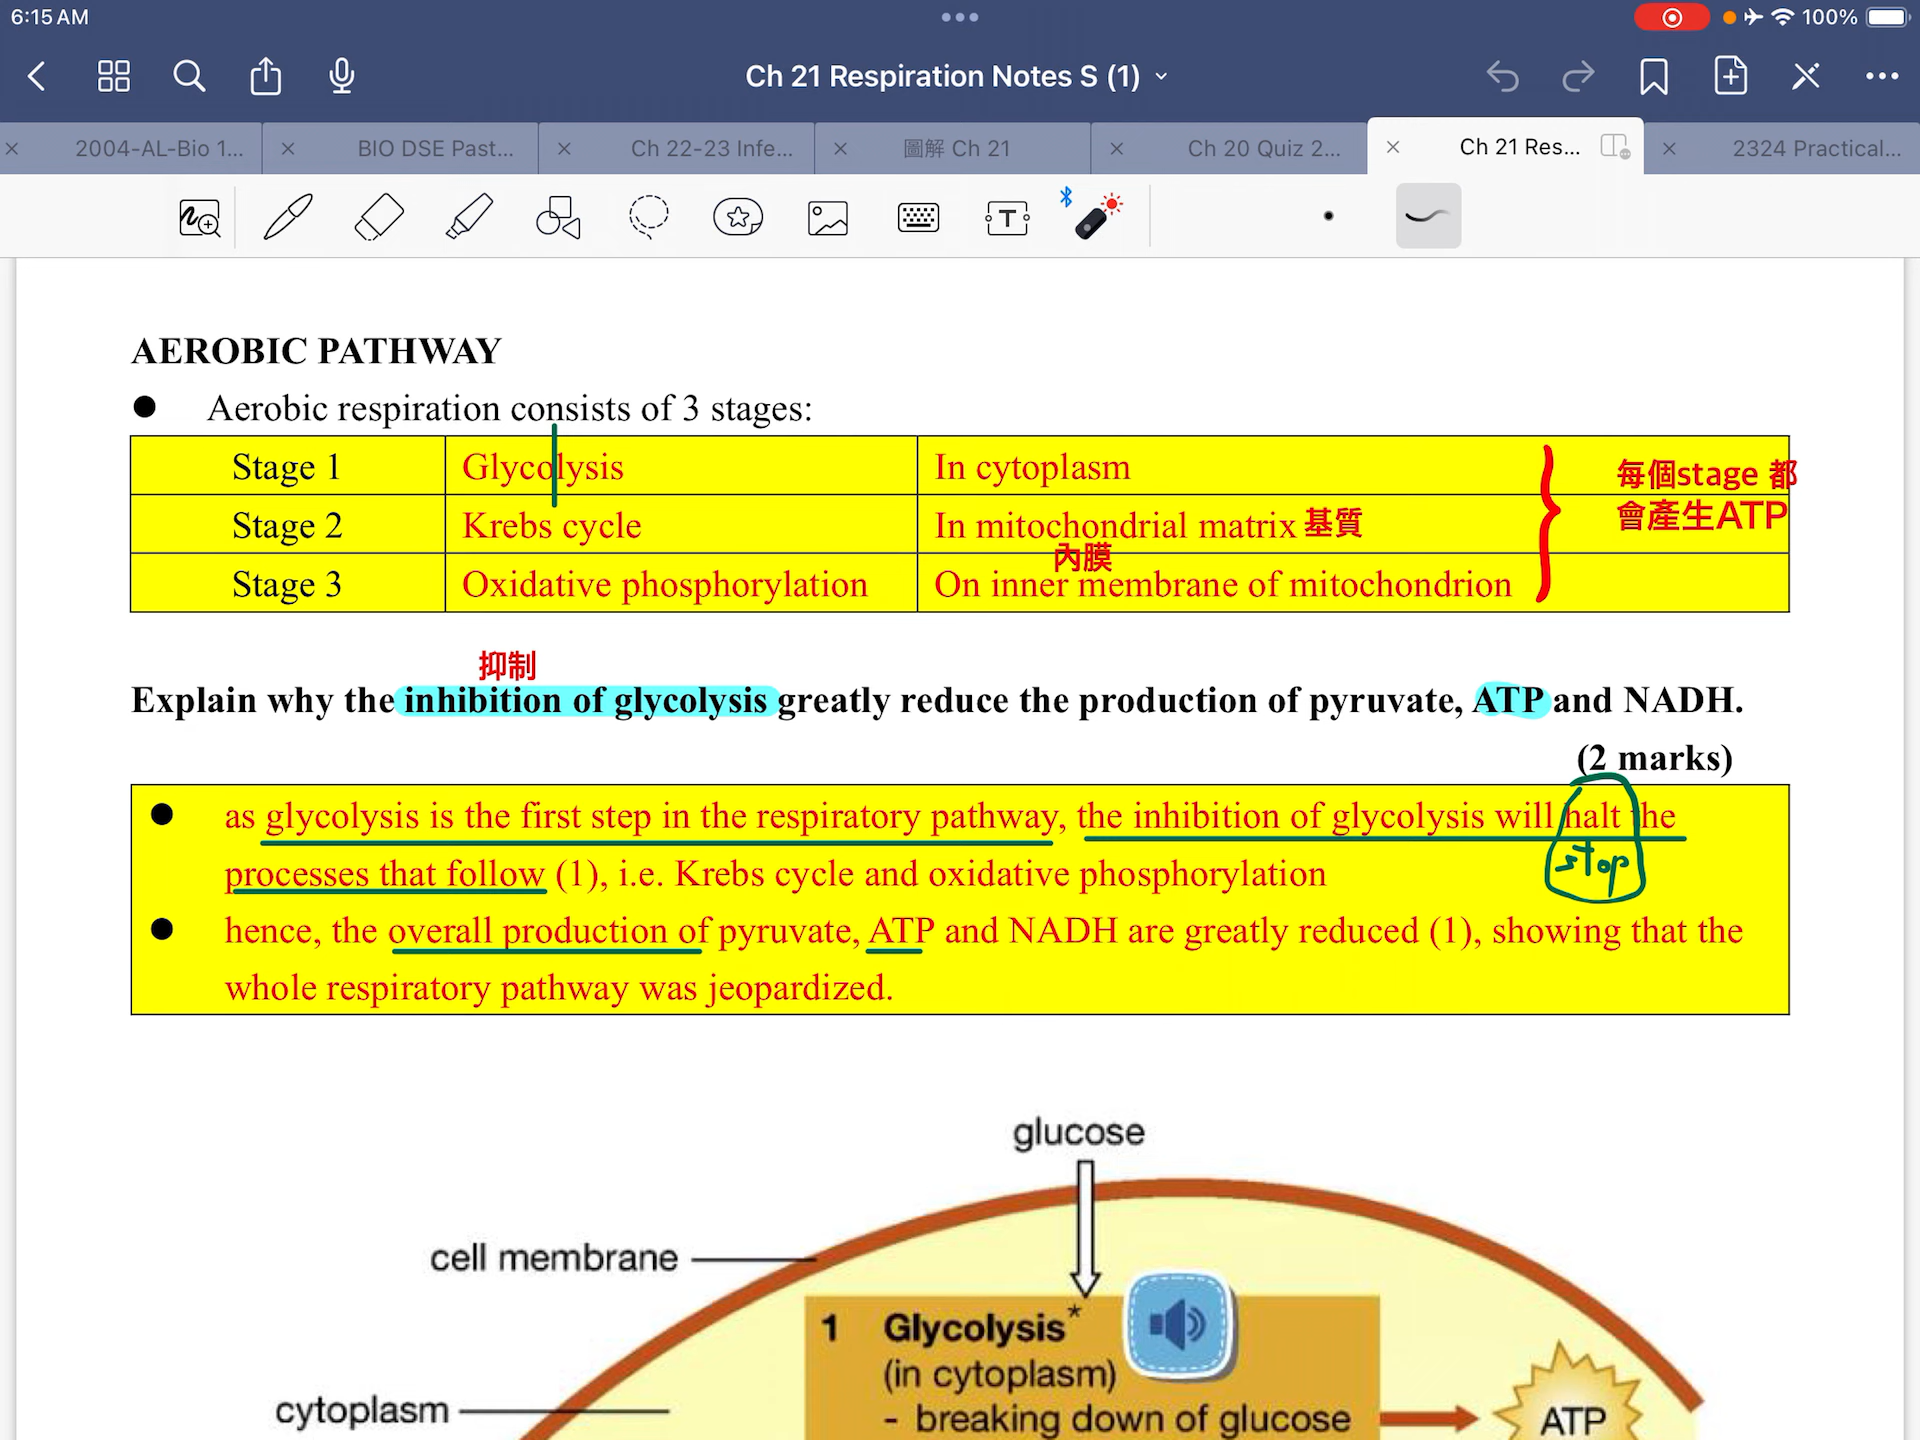 6:15 AM
100%
Ch 21 Respiration Notes S (1)
2004-AL-Bio 1...
BIO DSE Past...
Ch 22-23 Infe...
圖解 Ch 21
Ch 20 Quiz 2...
Ch 21 Res...
2324 Practical...
AEROBIC PATHWAY
● Aerobic respiration consists of 3 stages:
Stage 1 Glycolysis In cytoplasm
Stage 2 Krebs cycle In mitochondrial matrix 基質
內膜
Stage 3 Oxidative phosphorylation On inner membrane of mitochondrion
每個stage 都
會產生ATP
抑制
Explain why the inhibition of glycolysis greatly reduce the production of pyruvate, ATP and NADH.
(2 marks)
● as glycolysis is the first step in the respiratory pathway, the inhibition of glycolysis will halt the
stop
processes that follow (1), i.e. Krebs cycle and oxidative phosphorylation
● hence, the overall production of pyruvate, ATP and NADH are greatly reduced (1), showing that the
whole respiratory pathway was jeopardized.
glucose
cell membrane
1 Glycolysis*
(in cytoplasm)
cytoplasm
- breaking down of glucose
ATP